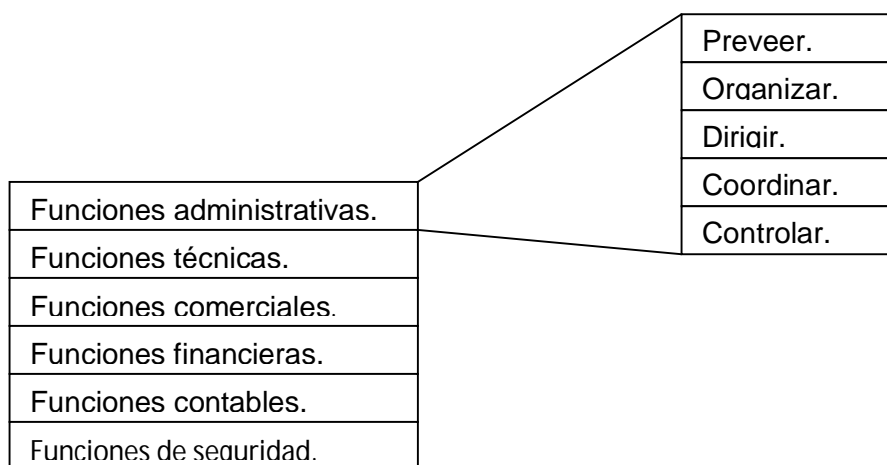 Preveer.
Organizar.
Dirigir.
Coordinar.
Controlar.
Funciones administrativas.
Funciones técnicas.
Funciones comerciales.
Funciones financieras.
Funciones contables.
Funciones de seguridad.